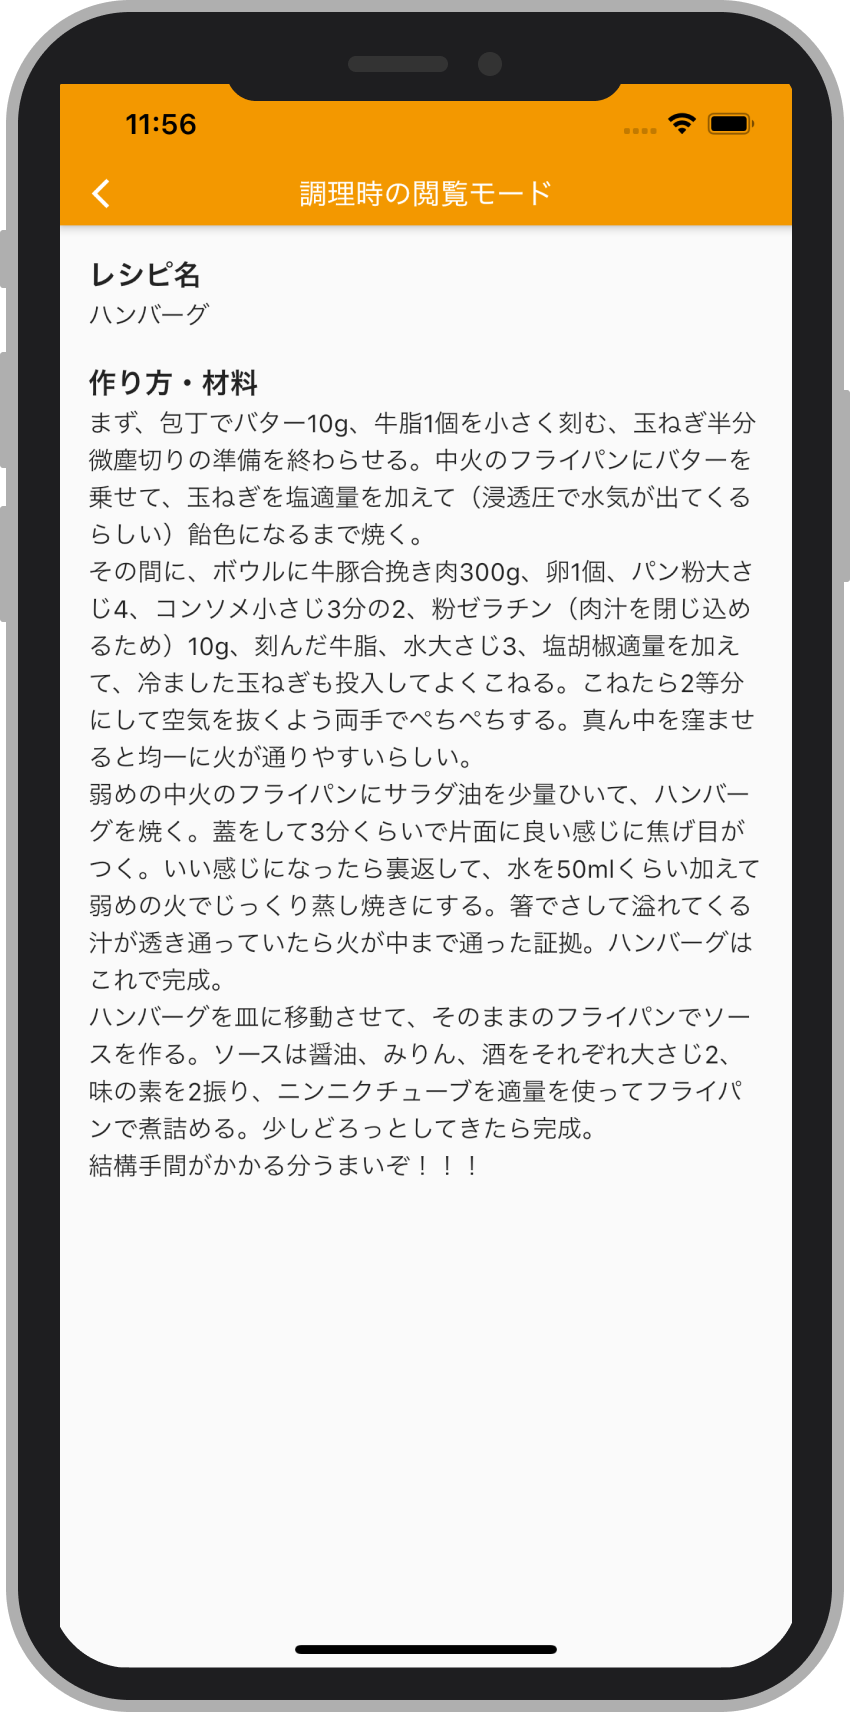 11:56
調理時の閲覧モード
レシピ名
ハンバーグ
作り方・材料
まず、包丁でバター10g、牛脂1個を小さく刻む、玉ねぎ半分
微塵切りの準備を終わらせる。中火のフライパンにバターを
乗せて、玉ねぎを塩適量を加えて（浸透圧で水気が出てくる
らしい）飴色になるまで焼く。
その間に、ボウルに牛豚合挽き肉300g、卵1個、パン粉大さ
じ4、コンソメ小さじ3分の2、粉ゼラチン（肉汁を閉じ込め
るため）10g、刻んだ牛脂、水大さじ3、塩胡椒適量を加え
て、冷ました玉ねぎも投入してよくこねる。こねたら2等分
にして空気を抜くよう両手でぺちぺちする。真ん中を窪ませ
ると均一に火が通りやすいらしい。
弱めの中火のフライパンにサラダ油を少量ひいて、ハンバー
グを焼く。蓋をして3分くらいで片面に良い感じに焦げ目が
つく。いい感じになったら裏返して、水を50mlくらい加えて
弱めの火でじっくり蒸し焼きにする。箸でさして溢れてくる
汁が透き通っていたら火が中まで通った証拠。ハンバーグは
これで完成。
ハンバーグを皿に移動させて、そのままのフライパンでソー
スを作る。ソースは醤油、みりん、酒をそれぞれ大さじ2、
味の素を2振り、ニンニクチューブを適量を使ってフライパ
ンで煮詰める。少しどろっとしてきたら完成。
結構手間がかかる分うまいぞ！！！